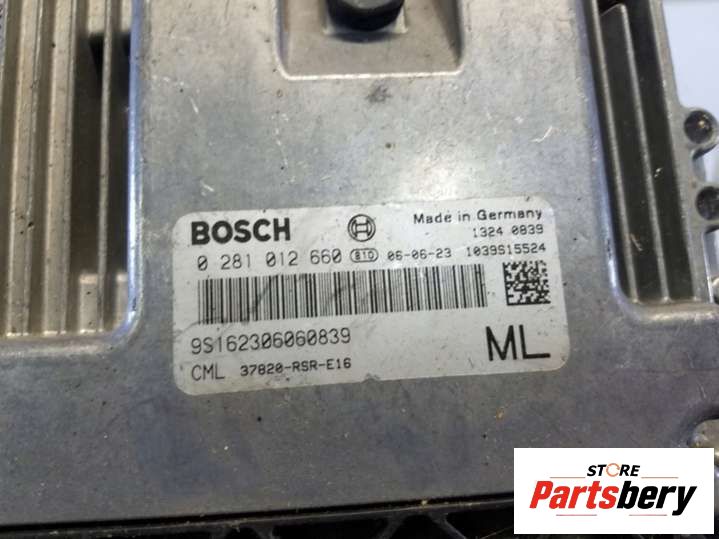 BOSCH
Made in Germany
1324 0839
0 281 012 660 810 06-06-23 1039S15524
9S162306060839
ML
CML 37820-RSR-E16
STORE
Partsbery